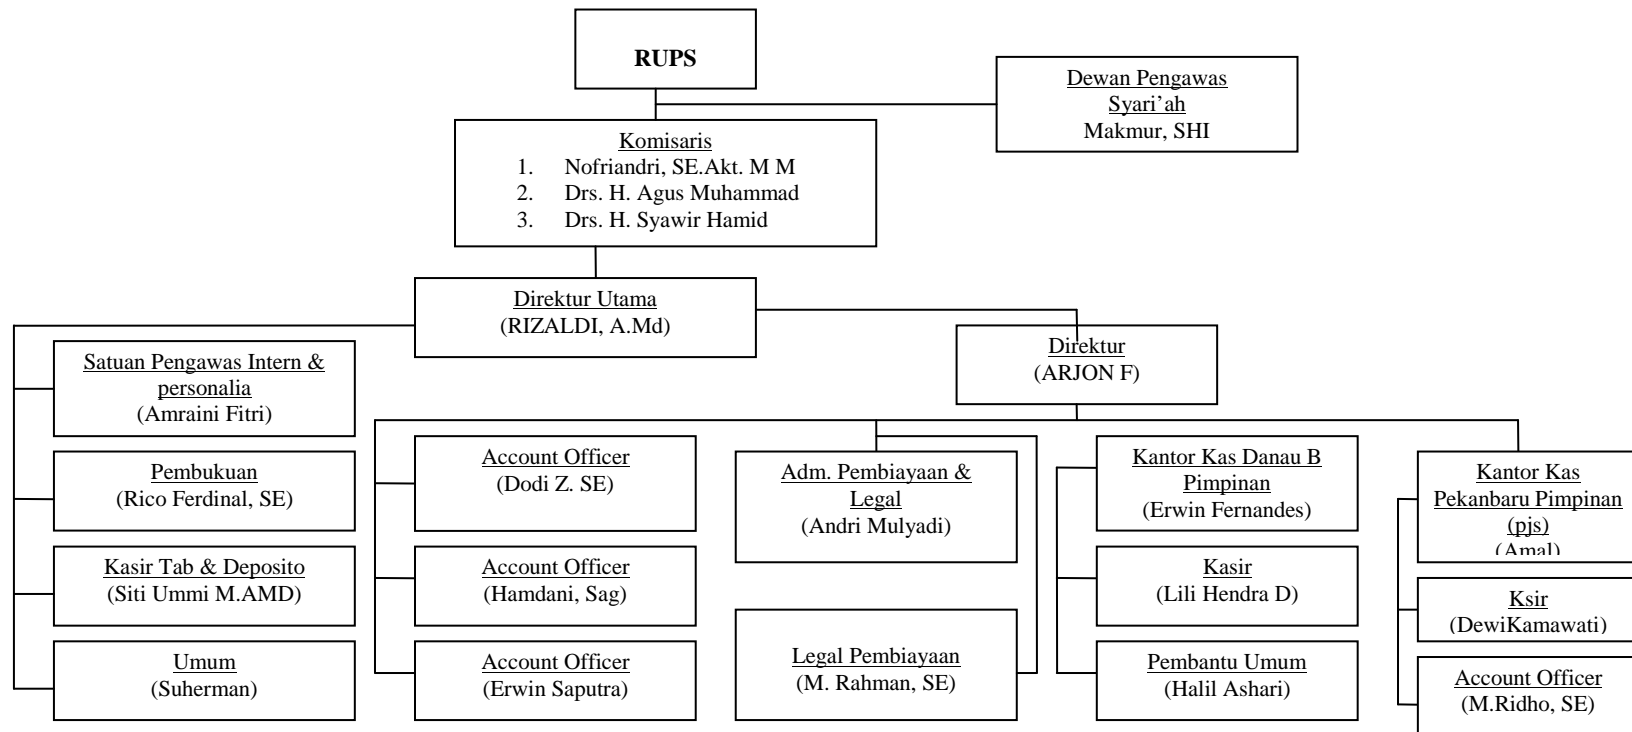 RUPS
Dewan Pengawas
Syari’ah
Makmur, SHI
Komisaris
1. Nofriandri, SE.Akt. M M
2. Drs. H. Agus Muhammad
3. Drs. H. Syawir Hamid
Direktur Utama
(RIZALDI, A.Md)
Direktur
(ARJON F)
Satuan Pengawas Intern &
personalia
(Amraini Fitri)
Pembukuan
(Rico Ferdinal, SE)
Kasir Tab & Deposito
(Siti Ummi M.AMD)
Umum
(Suherman)
Account Officer
(Dodi Z. SE)
Account Officer
(Hamdani, Sag)
Account Officer
(Erwin Saputra)
Adm. Pembiayaan &
Legal
(Andri Mulyadi)
Legal Pembiayaan
(M. Rahman, SE)
Kantor Kas Danau B
Pimpinan
(Erwin Fernandes)
Kasir
(Lili Hendra D)
Pembantu Umum
(Halil Ashari)
Kantor Kas
Pekanbaru Pimpinan
(pjs)
(Amal)
Ksir
(DewiKamawati)
Account Officer
(M.Ridho, SE)